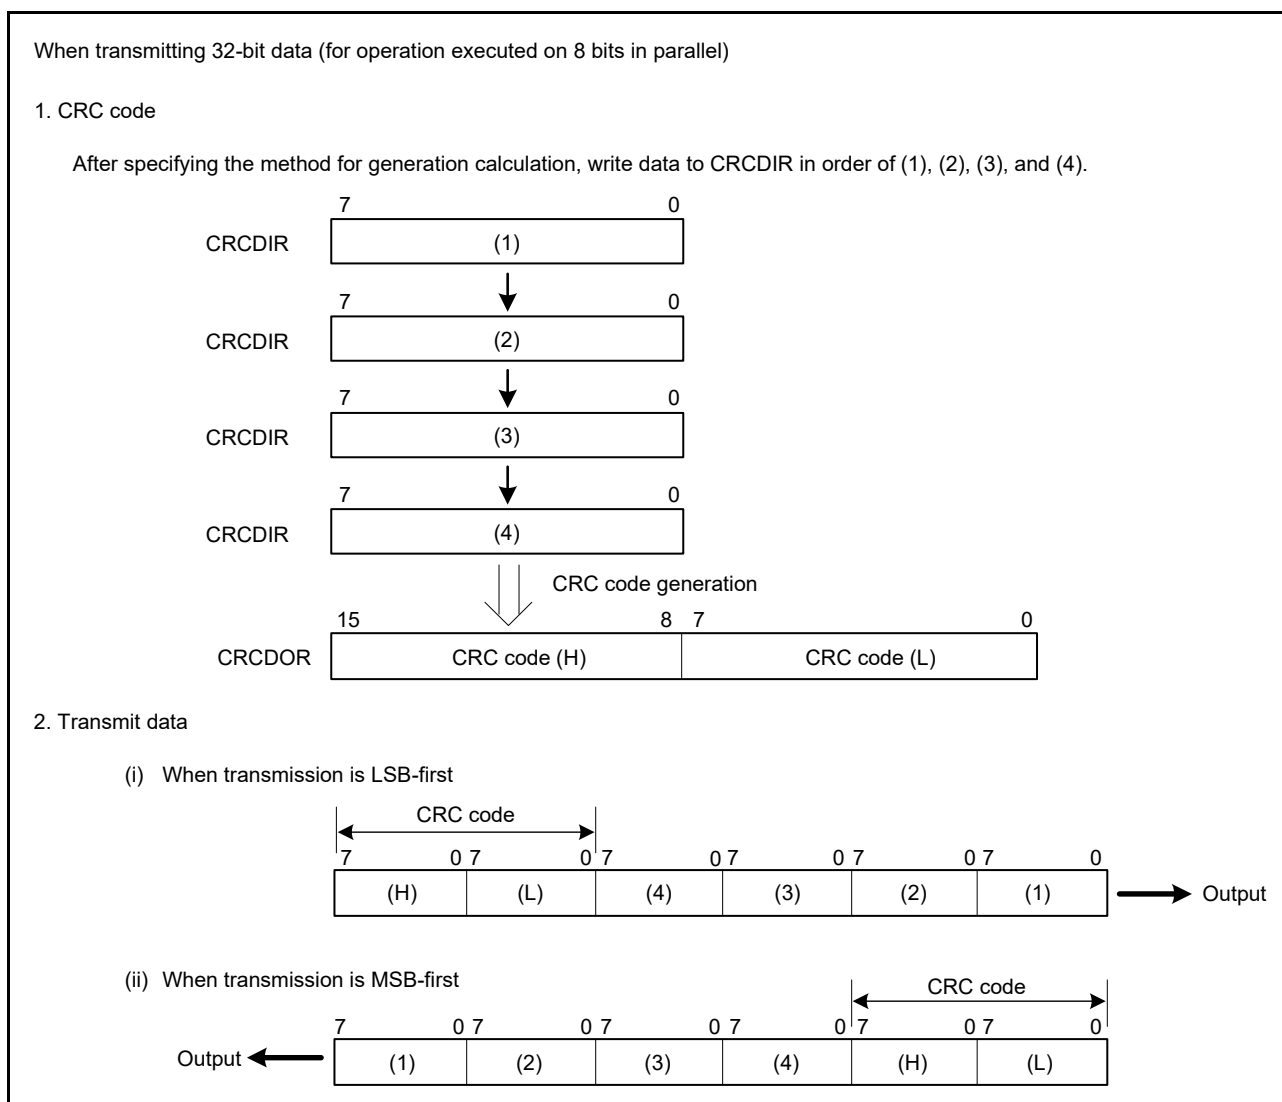 When transmitting 32-bit data (for operation executed on 8 bits in parallel)
1. CRC code
After specifying the method for generation calculation, write data to CRCDIR in order of (1), (2), (3), and (4).
7 0
CRCDIR (1)
7 0
CRCDIR (2)
7 0
CRCDIR (3)
7 0
CRCDIR (4)
CRC code generation
15 8 7 0
CRCDOR CRC code (H) CRC code (L)
2. Transmit data
(i) When transmission is LSB-first
CRC code
7 0 7 0 7 0 7 0 7 0 7 0
(H) (L) (4) (3) (2) (1) Output
(ii) When transmission is MSB-first
CRC code
7 0 7 0 7 0 7 0 7 0 7 0
Output (1) (2) (3) (4) (H) (L)